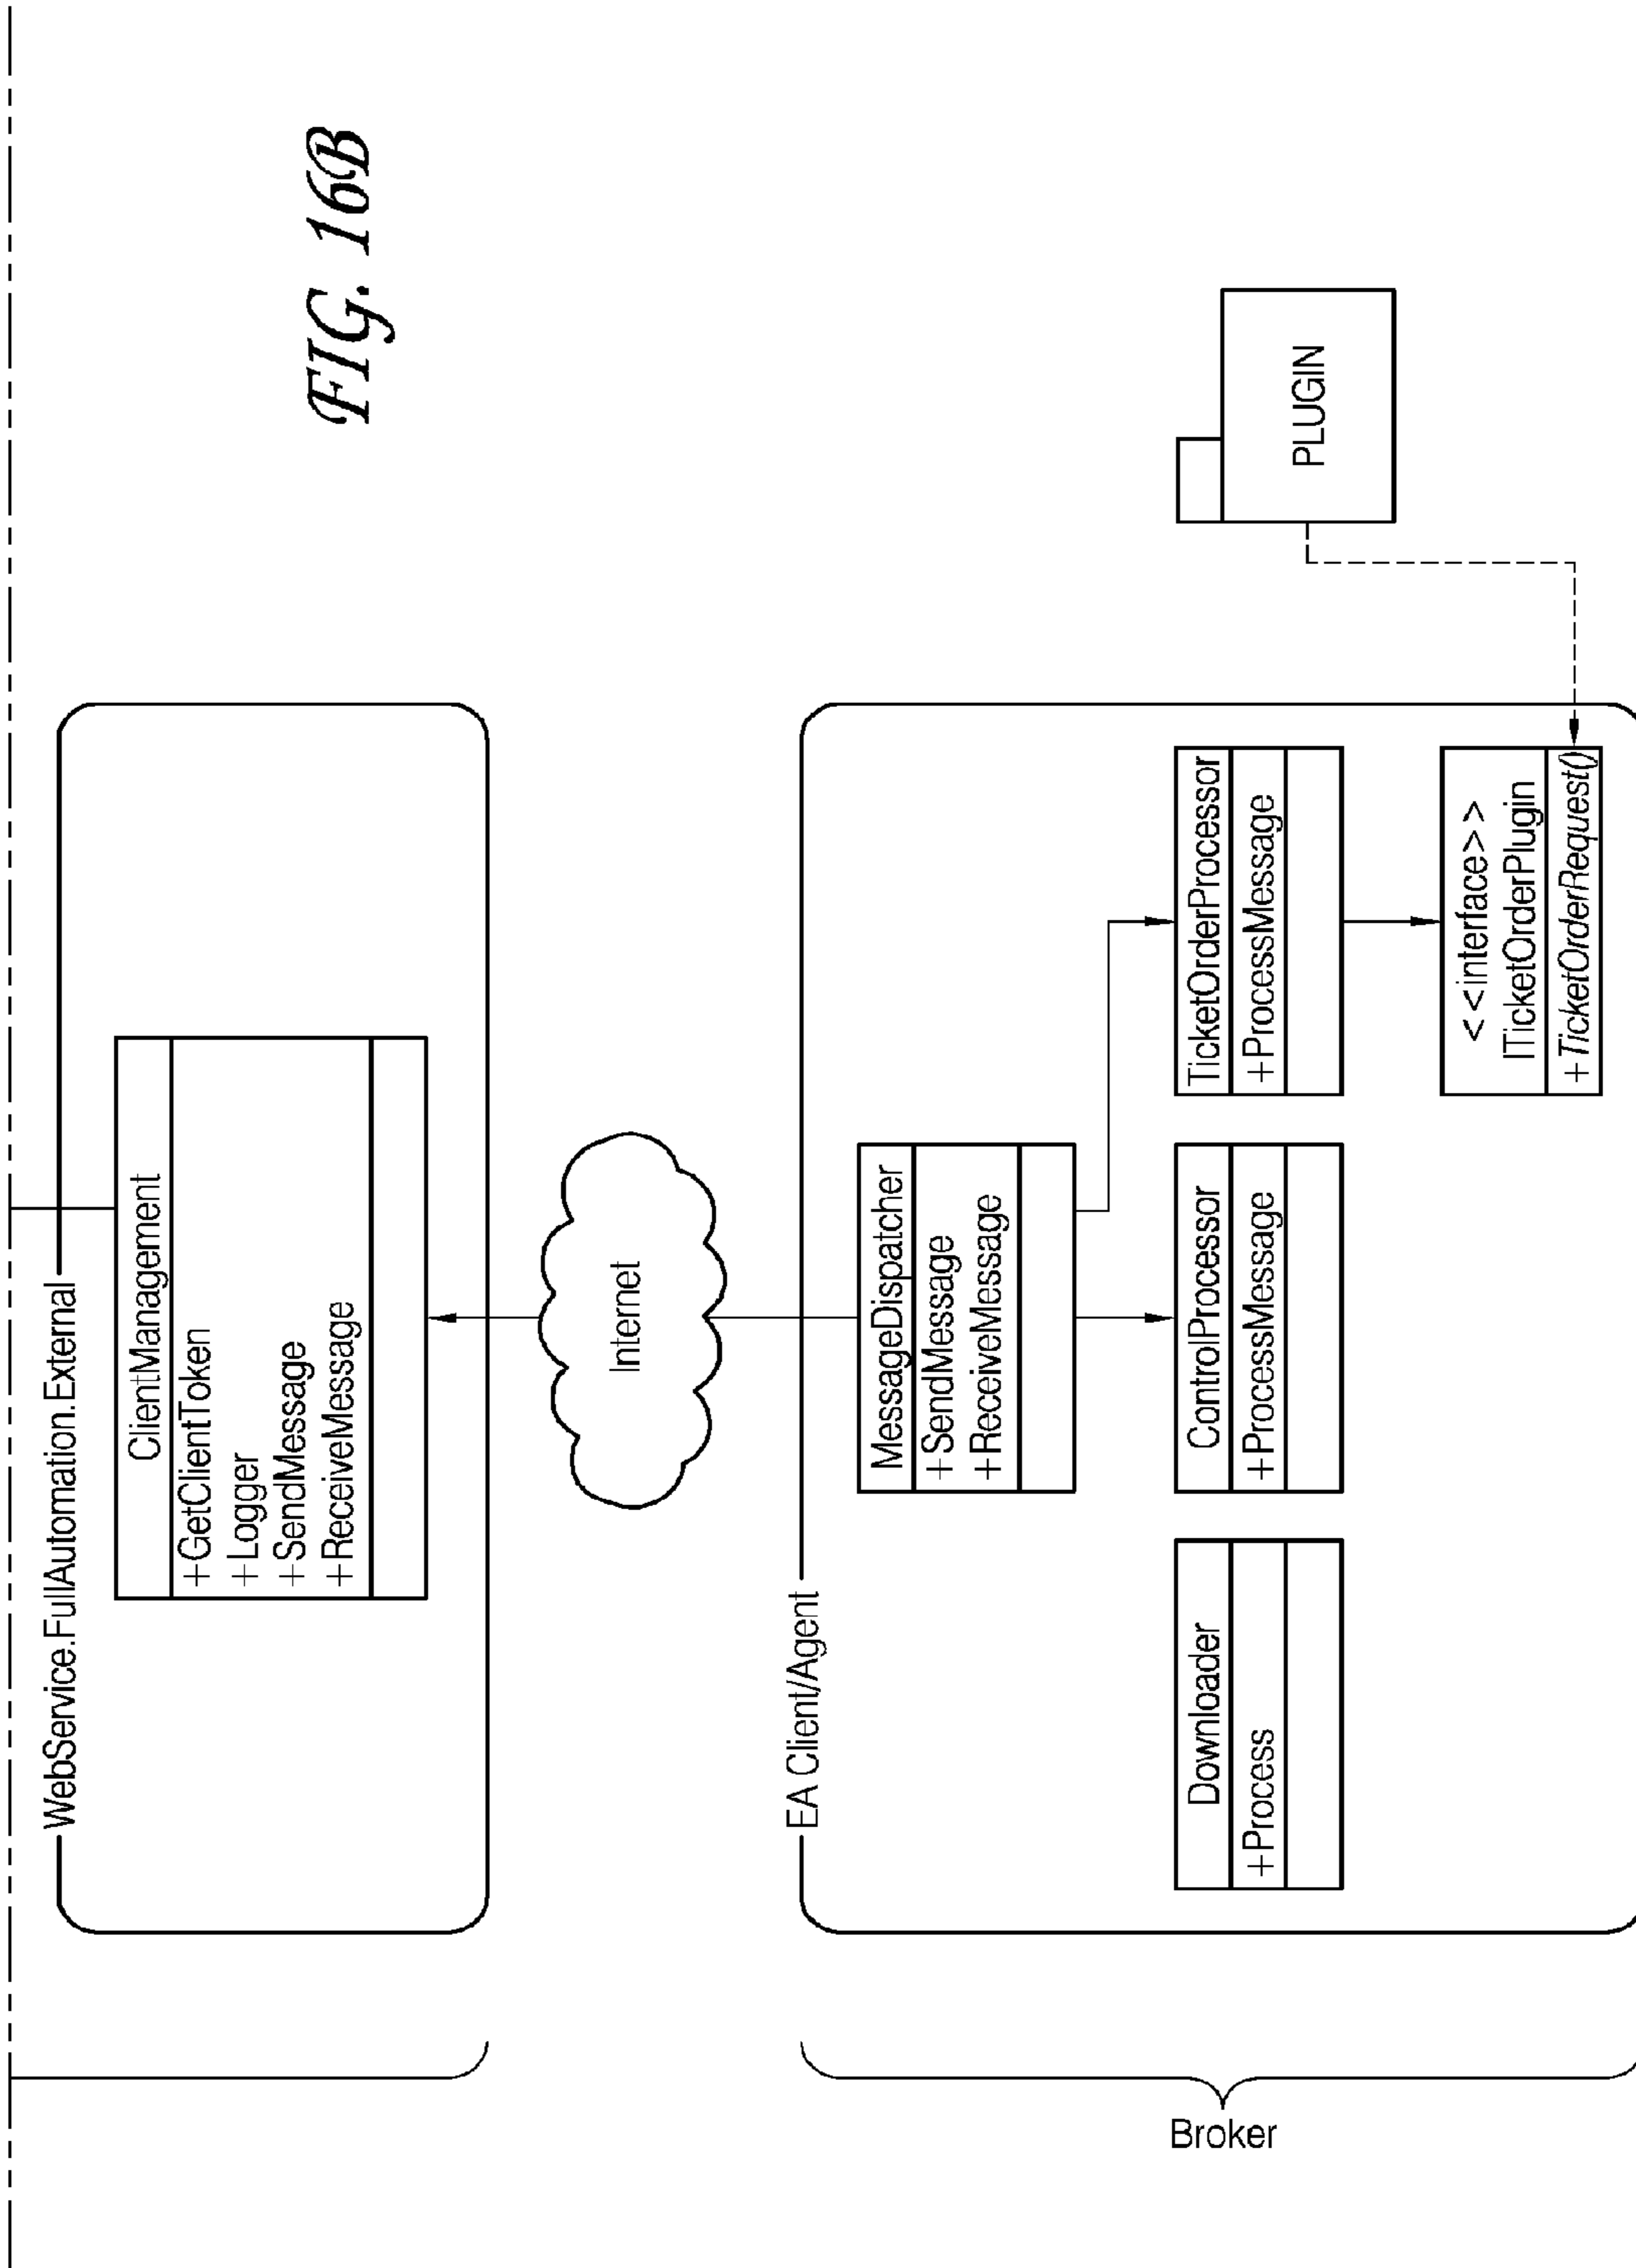 WebService.FullAutomation.External
ClientManagement
+GetClientToken
+Logger
+SendMessage
+ReceiveMessage
FIG. 16B
Internet
EA Client/Agent
MessageDispatcher
+SendMessage
+ReceiveMessage
Broker
Downloader
+Process
ControlProcessor
+ProcessMessage
TicketOrderProcessor
+ProcessMessage
PLUGIN
<<interface>>
ITicketOrderPlugin
+TicketOrderRequest()